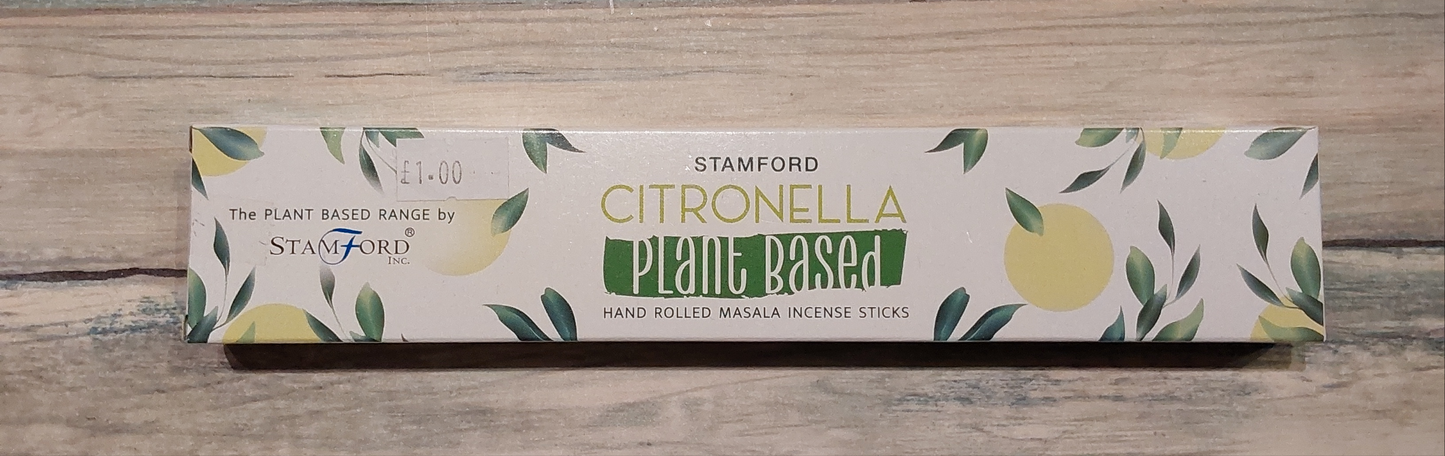 £1.00
The PLANT BASED RANGE by
STAMFORD®
INC.
STAMFORD
CITRONELLA
Plant Based
HAND ROLLED MASALA INCENSE STICKS